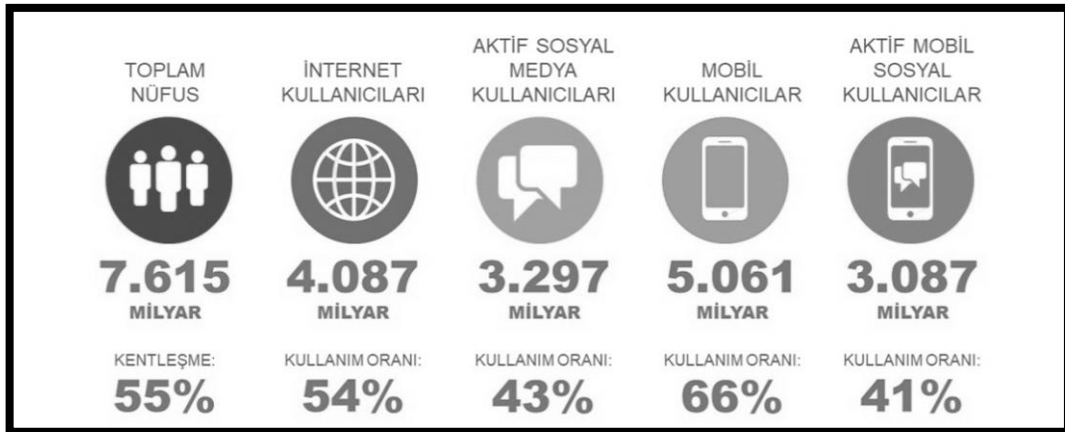 TOPLAM
NÜFUS
7.615
MİLYAR
KENTLEŞME:
55%
İNTERNET
KULLANICILARI
4.087
MİLYAR
KULLANIM ORANI:
54%
AKTİF SOSYAL
MEDYA
KULLANICILARI
3.297
MİLYAR
KULLANIM ORANI:
43%
MOBİL
KULLANICILAR
5.061
MİLYAR
KULLANIM ORANI:
66%
AKTİF MOBİL
SOSYAL
KULLANICILAR
3.087
MİLYAR
KULLANIM ORANI:
41%